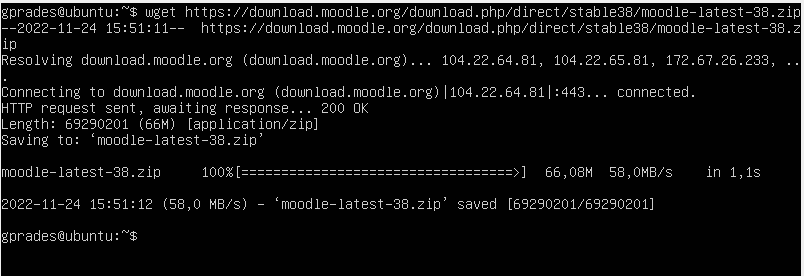 gprades@ubuntu:~$ wget https://download.moodle.org/download.php/direct/stable38/moodle-latest-38.zip
--2022-11-24 15:51:11--  https://download.moodle.org/download.php/direct/stable38/moodle-latest-38.z
ip
Resolving download.moodle.org (download.moodle.org)... 104.22.64.81, 104.22.65.81, 172.67.26.233, ..
.
Connecting to download.moodle.org (download.moodle.org)|104.22.64.81|:443... connected.
HTTP request sent, awaiting response... 200 OK
Length: 69290201 (66M) [application/zip]
Saving to: ‘moodle-latest-38.zip’
moodle-latest-38.zip     100%[=================================>]  66,08M  58,0MB/s    in 1,1s
2022-11-24 15:51:12 (58,0 MB/s) - ‘moodle-latest-38.zip’ saved [69290201/69290201]
gprades@ubuntu:~$